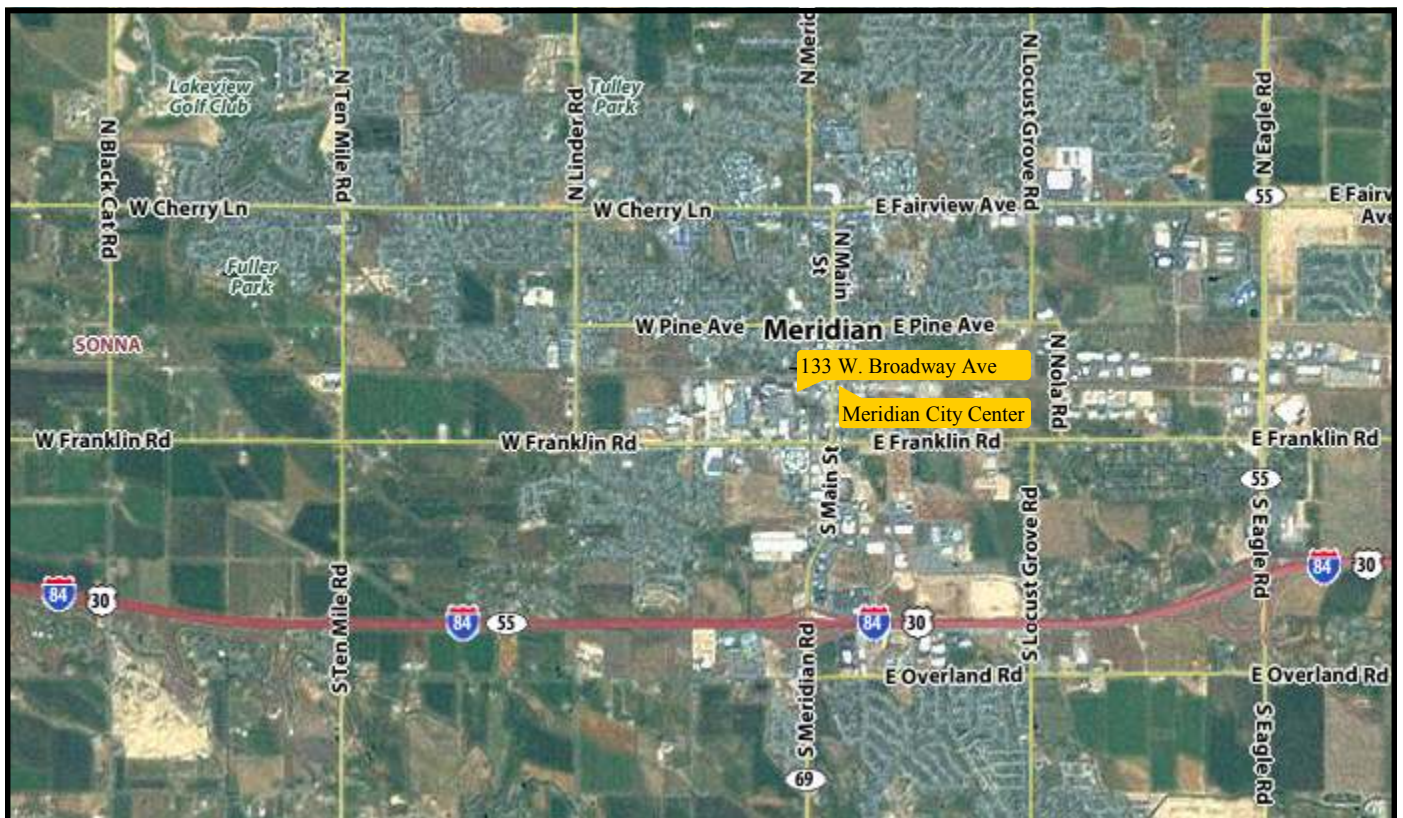 N Meri
N Locust Grove Rd
N Eagle Rd
N Ten Mile Rd
N Linder Rd
N Black Cat Rd
Lakeview
Golf Club
Tulley
Park
W Cherry Ln
W Cherry Ln
E Fairview Ave
55
E Fairv
Ave
N Main
St
Fuller
Park
SONNA
W Pine Ave
Meridian
E Pine Ave
N Nola Rd
133 W. Broadway Ave
Meridian City Center
W Franklin Rd
W Franklin Rd
E Franklin Rd
E Franklin Rd
S Main St
55
S Eagle Rd
S Locust Grove Rd
S Ten Mile Rd
84
30
84
30
84
55
84
30
E Overland Rd
E Overland Rd
S Meridian Rd
S Eagle Rd
69